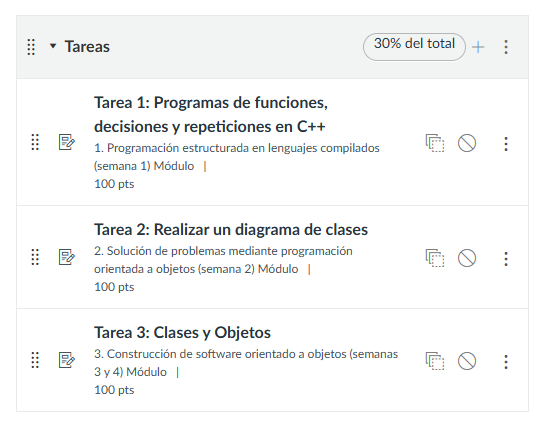 Tareas
30% del total
Tarea 1: Programas de funciones,
decisiones y repeticiones en C++
1. Programación estructurada en lenguajes compilados
(semana 1) Módulo |
100 pts
Tarea 2: Realizar un diagrama de clases
2. Solución de problemas mediante programación
orientada a objetos (semana 2) Módulo |
100 pts
Tarea 3: Clases y Objetos
3. Construcción de software orientado a objetos (semanas
3 y 4) Módulo |
100 pts